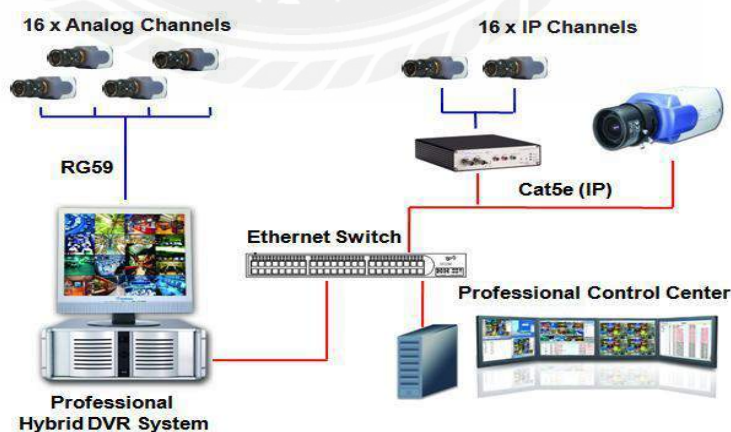 16 x Analog Channels
16 x IP Channels
RG59
Cat5e (IP)
Ethernet Switch
Professional Control Center
Professional
Hybrid DVR System